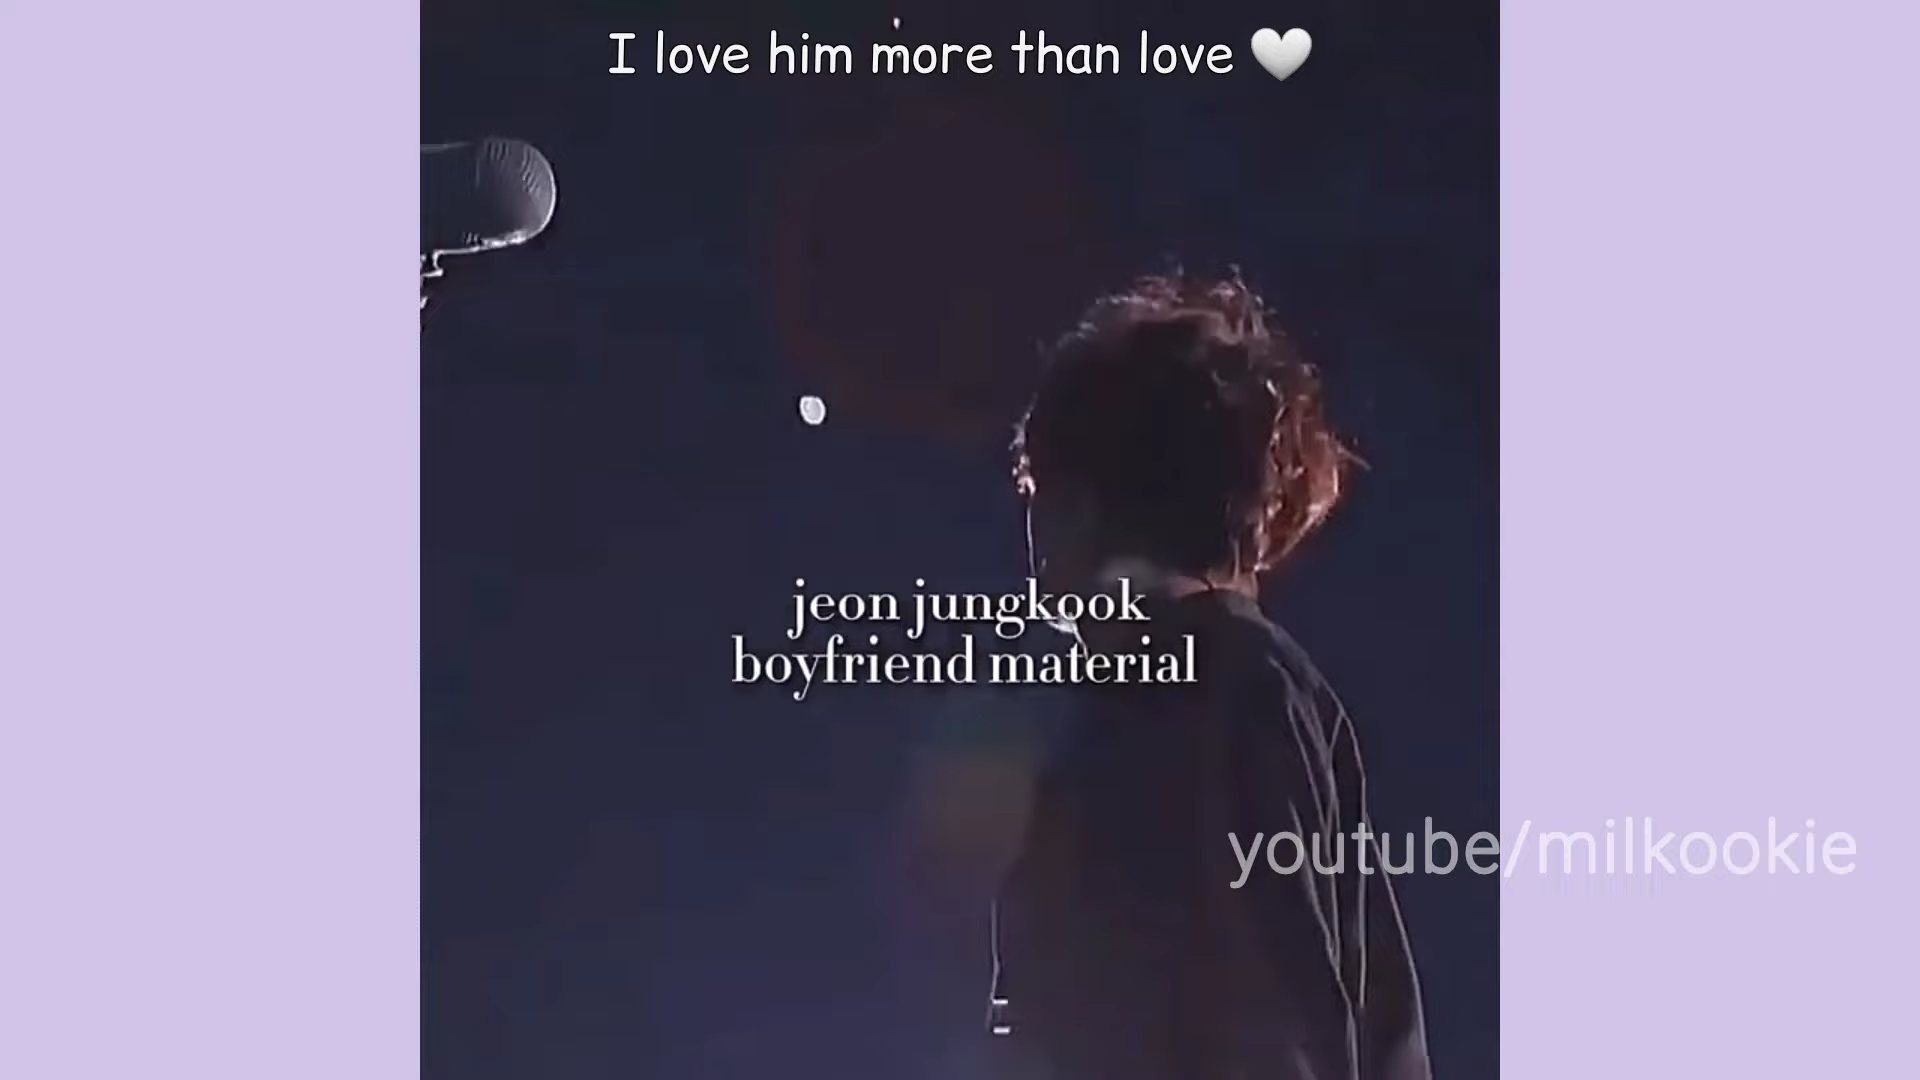 I love him more than love 🤍
jeon jungkook
boyfriend material
youtube/milkookie